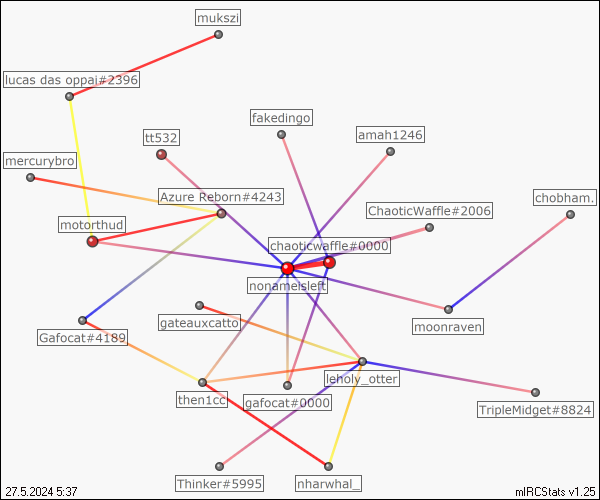 mukszi
lucas das oppai#2396
fakedingo
tt532
amah1246
mercurybro
Azure Reborn#4243
chobham.
ChaoticWaffle#2006
motorthud
chaoticwaffle#0000
nonameisleft
gateauxcatto
moonraven
Gafocat#4189
leholy_otter
then1cc
gafocat#0000
TripleMidget#8824
Thinker#5995
nharwhal_
27.5.2024 5:37
mIRCStats v1.25